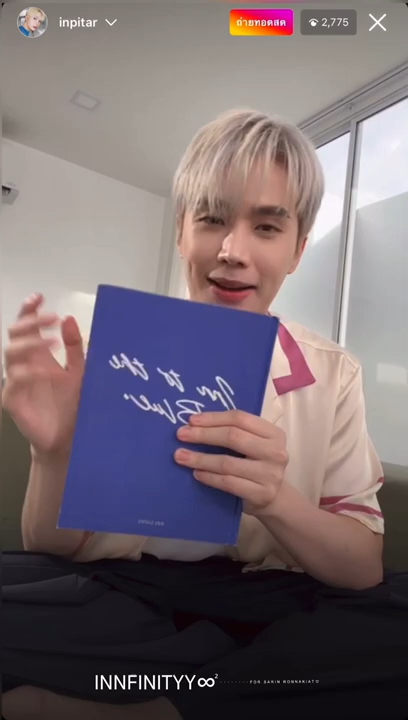 inpitar
ถ่ายทอดสด
2,775
Inn to the
Blue.
INNFINITYY∞²
FOR SARIN RONNAKIAT♡